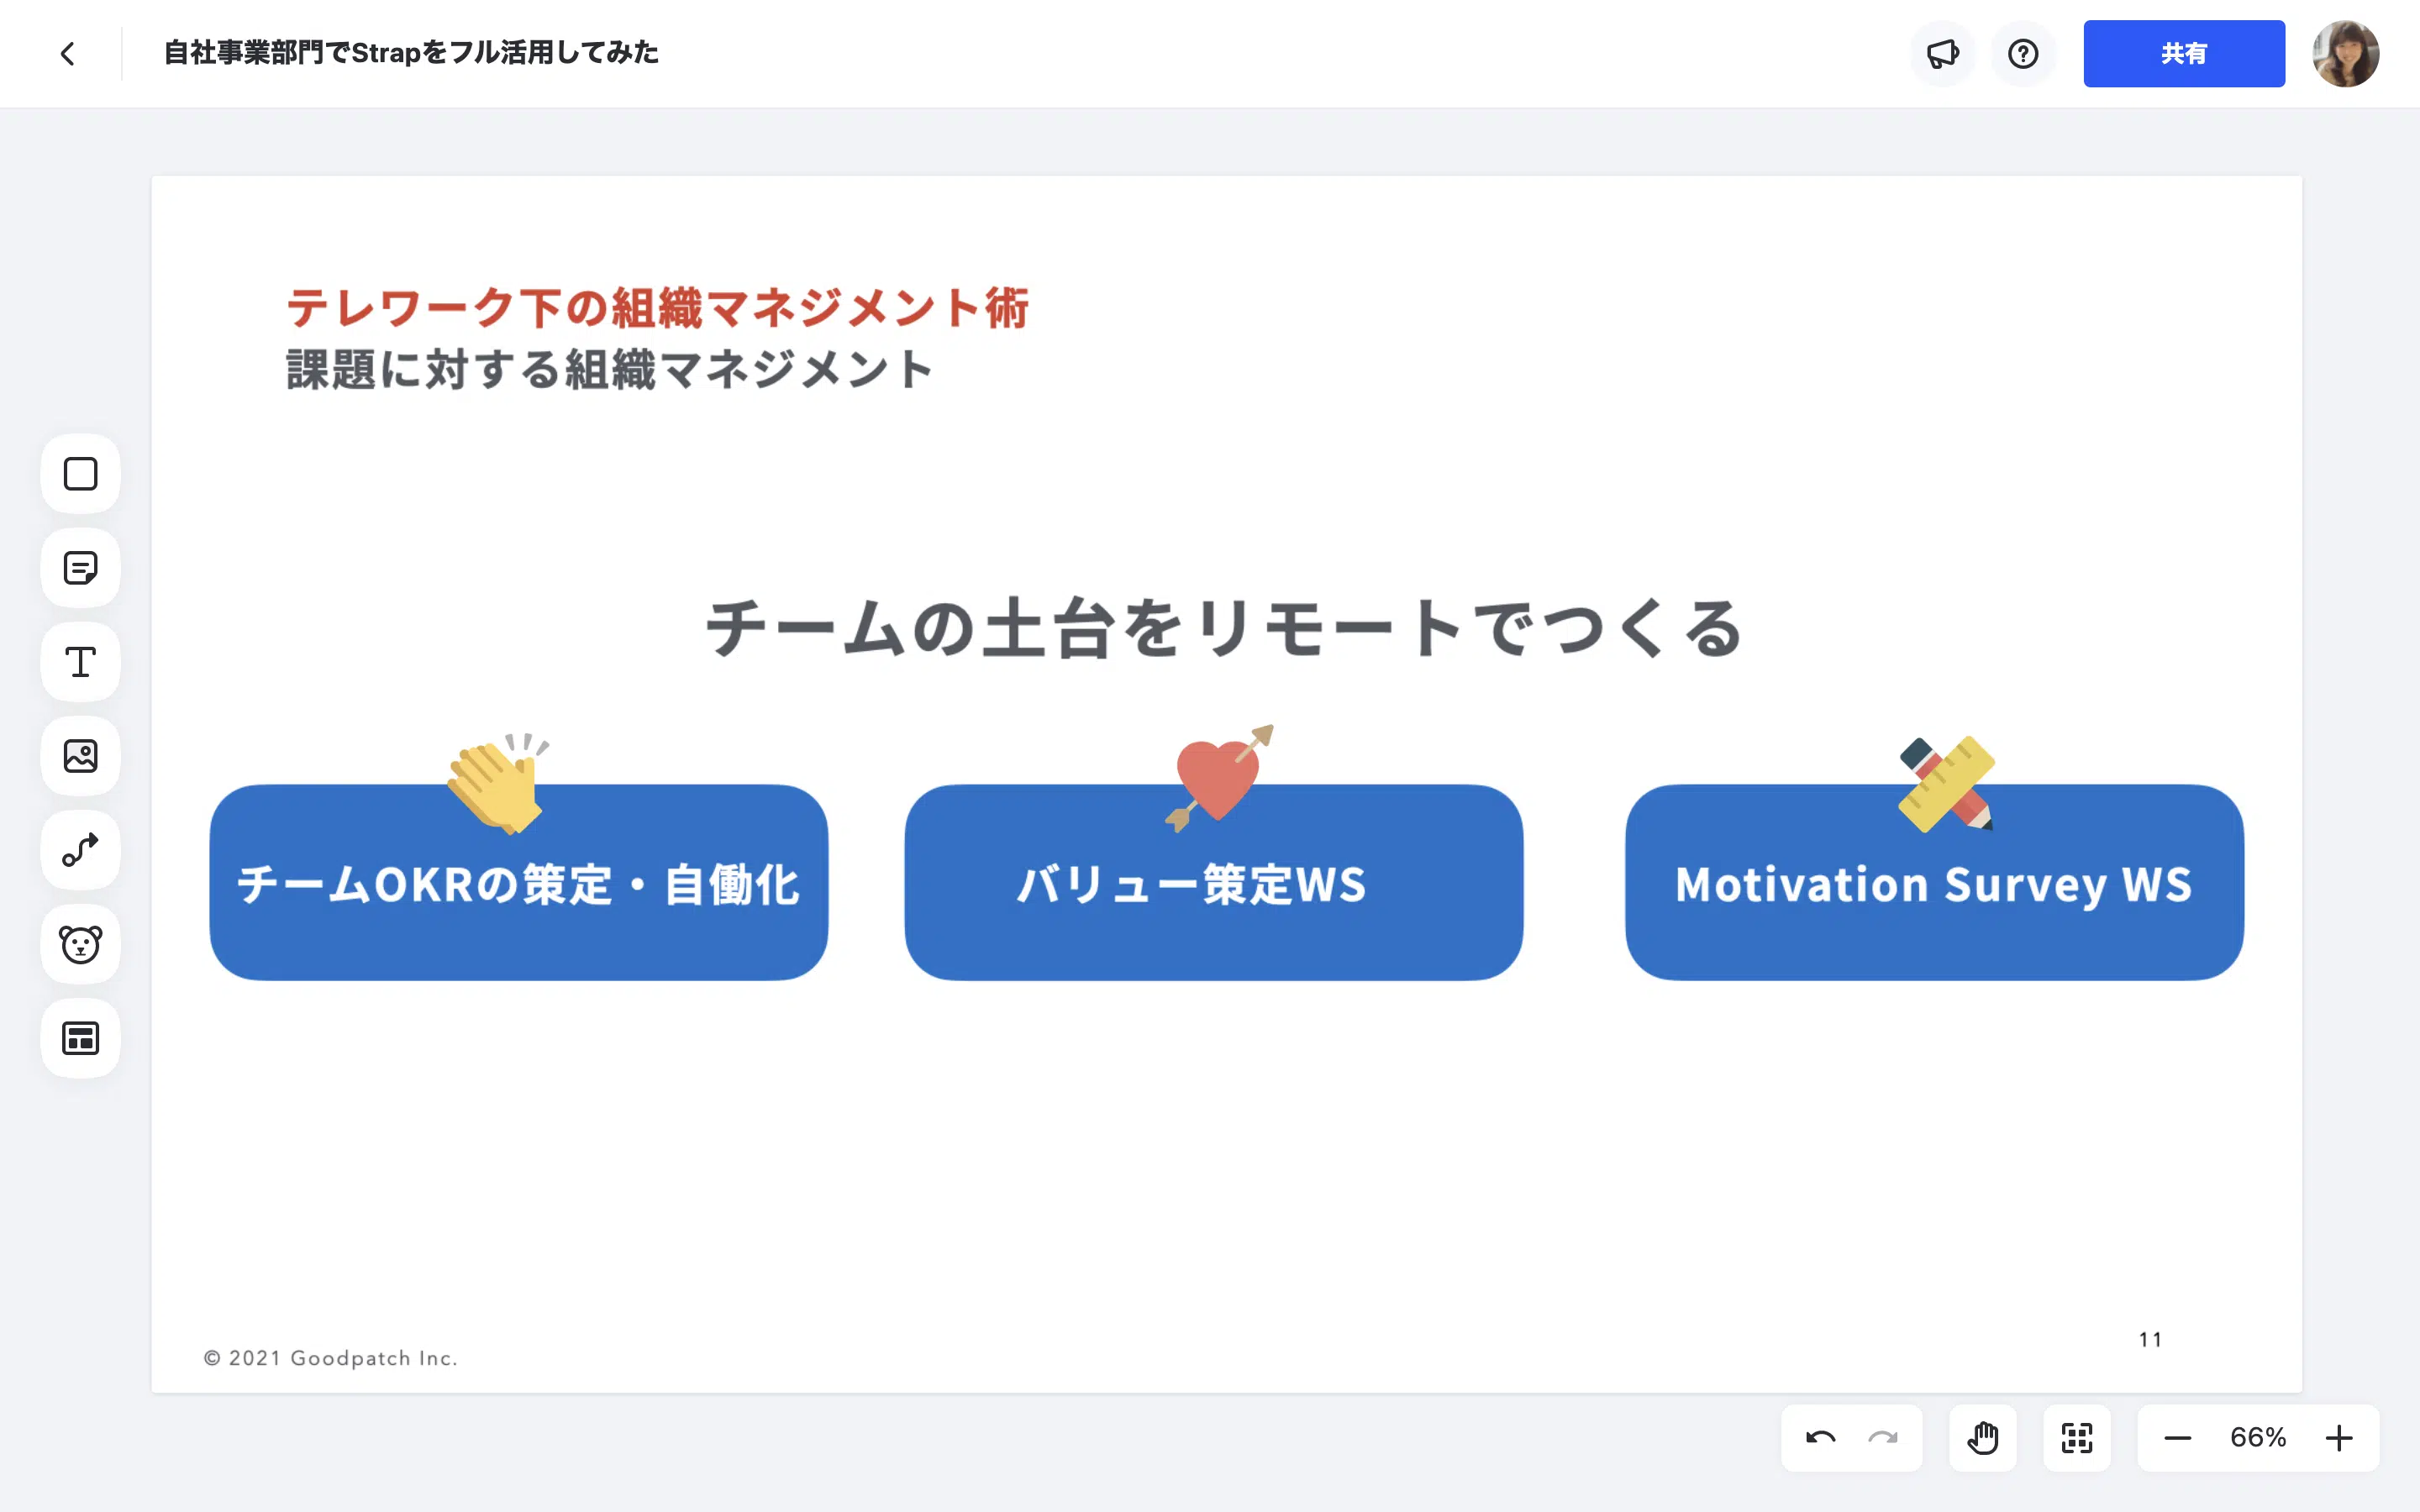 自社事業部門でStrapをフル活用してみた
共有
テレワーク下の組織マネジメント術
課題に対する組織マネジメント
チームの土台をリモートでつくる
チームOKRの策定・自働化
バリュー策定WS
Motivation Survey WS
© 2021 Goodpatch Inc.
11
66%